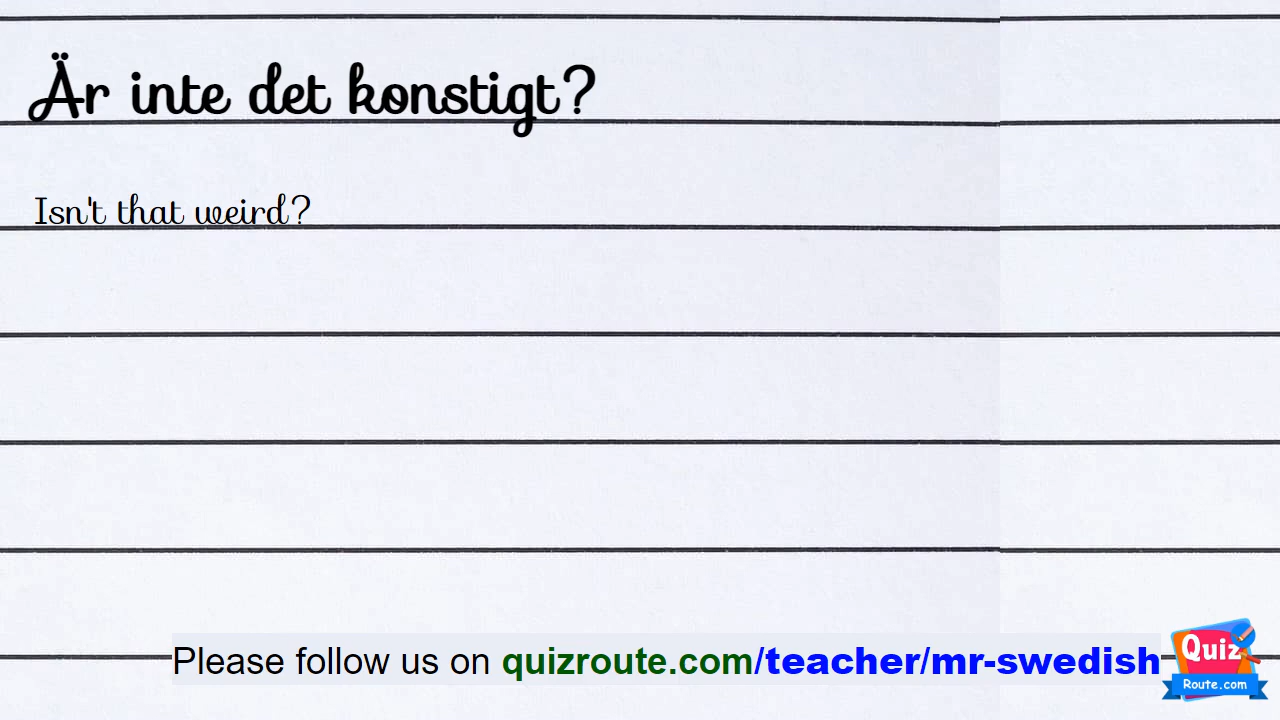 Är inte det konstigt?
Isn't that weird?
Please follow us on quizroute.com/teacher/mr-swedish
Quiz
Route.com